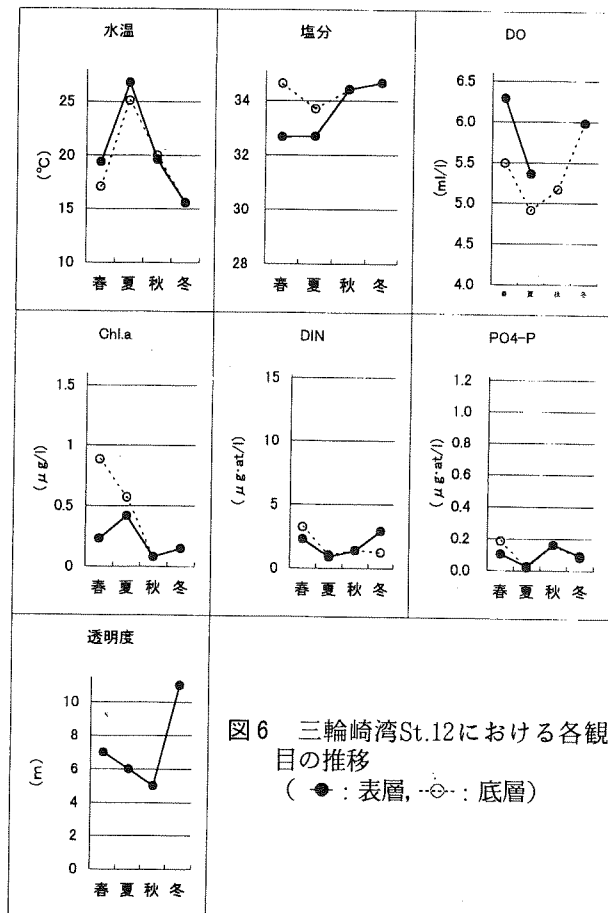 水温
塩分
DO
25
20
15
10
(℃)
春 夏 秋 冬
34
32
30
28
春 夏 秋 冬
6.5
6.0
5.5
5.0
4.5
4.0
(ml/l)
春 夏 秋 冬
Chl.a
DIN
PO4-P
1.5
1
0.5
0
(μg/l)
春 夏 秋 冬
15
10
5
0
(μg·at/l)
春 夏 秋 冬
1.2
1.0
0.8
0.6
0.4
0.2
0.0
(μg·at/l)
春 夏 秋 冬
透明度
10
8
6
4
2
0
(m)
春 夏 秋 冬
図6 三輪崎湾St.12における各観
目の推移
(●:表層, ○:底層)